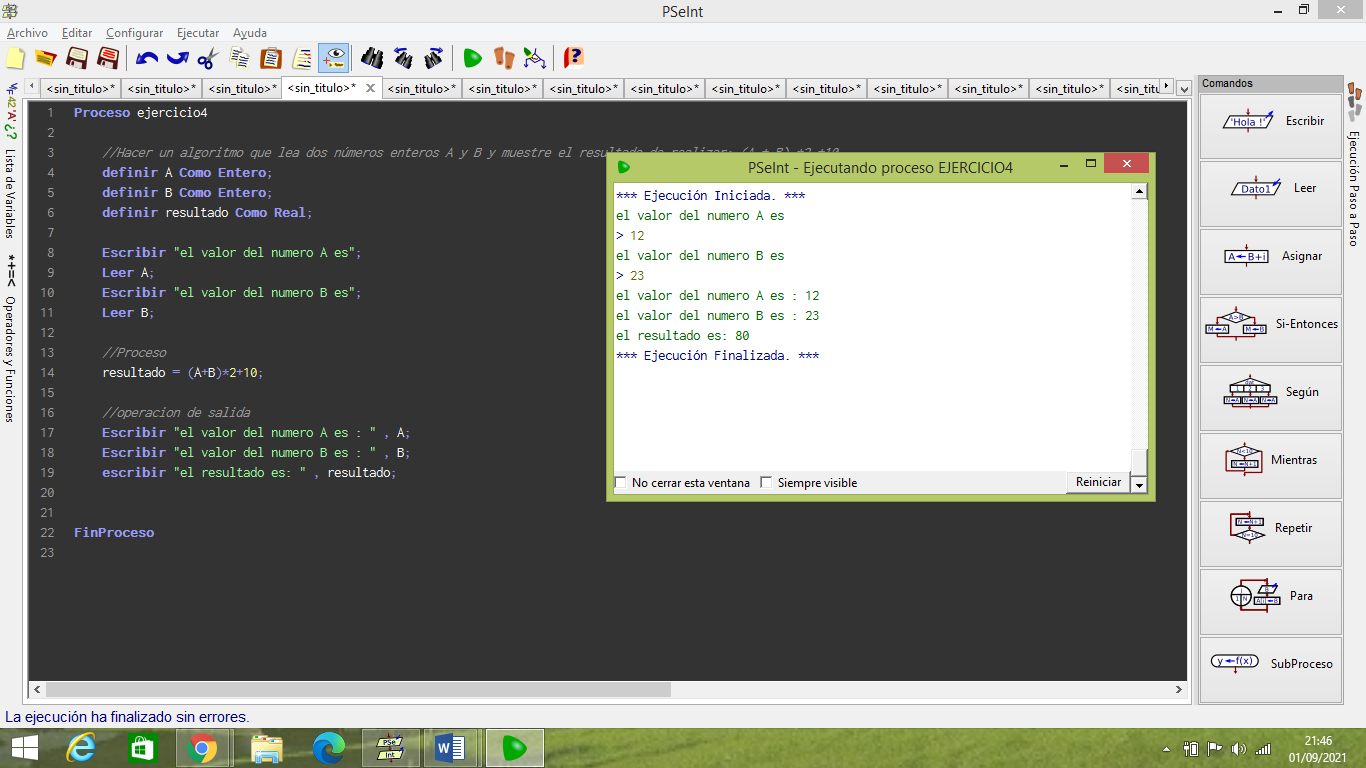 PSeInt
Archivo Editar Configurar Ejecutar Ayuda
<sin_titulo>* <sin_titulo>* <sin_titulo>* <sin_titulo>* X <sin_titulo>* <sin_titulo>* <sin_titulo>* <sin_titulo>* <sin_titulo>* <sin_titulo>* <sin_titulo>* <sin_titulo>* <sin_titulo>* <sin_titu
*+=< Operadores y Funciones
42 'A' ¿? Lista de Variables
1 Proceso ejercicio4
2
3 //Hacer un algoritmo que lea dos números enteros A y B y muestre el resultado de realizar: (A + B) *2 +10
4 definir A Como Entero;
5 definir B Como Entero;
6 definir resultado Como Real;
7
8 Escribir "el valor del numero A es";
9 Leer A;
10 Escribir "el valor del numero B es";
11 Leer B;
12
13 //Proceso
14 resultado = (A+B)*2+10;
15
16 //operacion de salida
17 Escribir "el valor del numero A es : " , A;
18 Escribir "el valor del numero B es : " , B;
19 escribir "el resultado es: " , resultado;
20
21
22 FinProceso
23
PSeInt - Ejecutando proceso EJERCICIO4
*** Ejecución Iniciada. ***
el valor del numero A es
> 12
el valor del numero B es
> 23
el valor del numero A es : 12
el valor del numero B es : 23
el resultado es: 80
*** Ejecución Finalizada. ***
No cerrar esta ventana Siempre visible Reiniciar
Comandos
'Hola !' Escribir
Dato1 Leer
A←B+i Asignar
A>B M←A M←B Si-Entonces
Según
Mientras
Repetir
Para
y←f(x) SubProceso
Ejecución Paso a Paso
La ejecución ha finalizado sin errores.
PSe Int
21:46
01/09/2021